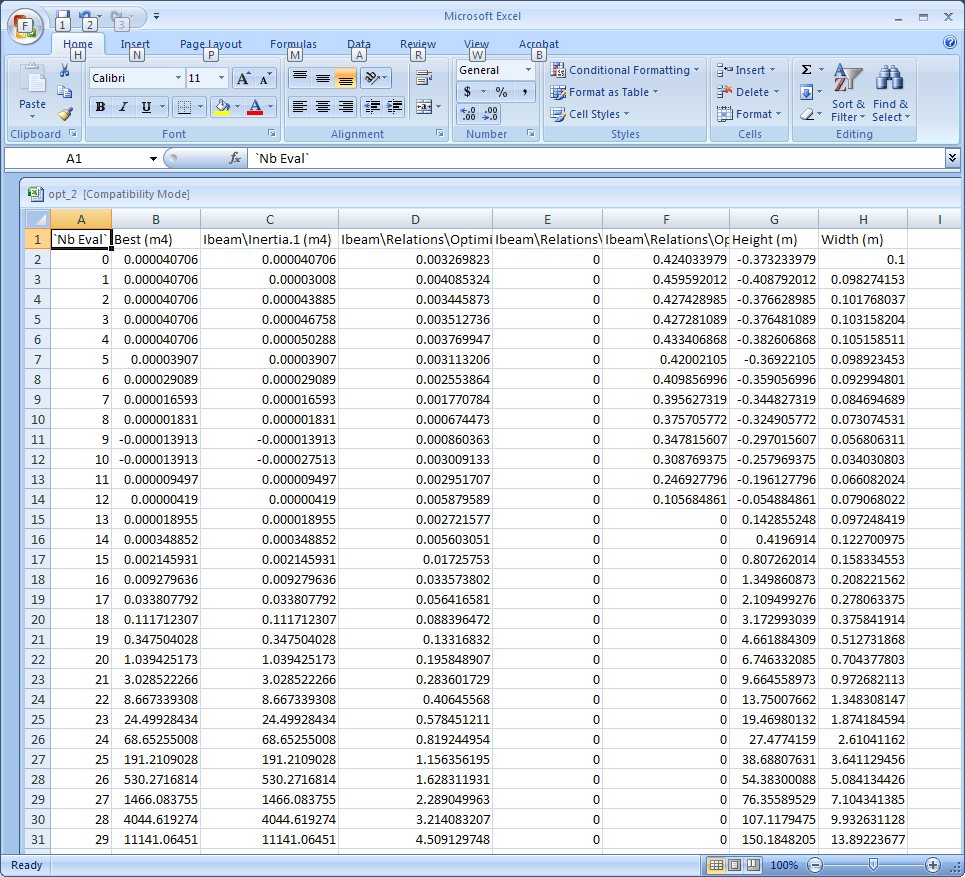 Microsoft Excel
F 1 2 3
Home Insert Page Layout Formulas Data Review View Acrobat
H N P M A R W B
Paste Calibri 11 A A General Conditional Formatting Insert Σ Sort & Filter Find & Select
B I U A $ % , Format as Table Delete
.00 .00 Cell Styles Format
Clipboard Font Alignment Number Styles Cells Editing
A1 fx `Nb Eval`
opt_2 [Compatibility Mode]
A B C D E F G H I
1 `Nb Eval` Best (m4) Ibeam\Inertia.1 (m4) Ibeam\Relations\Optimi Ibeam\Relations\ Ibeam\Relations\Op Height (m) Width (m)
2 0 0.000040706 0.000040706 0.003269823 0 0.424033979 -0.373233979 0.1
3 1 0.000040706 0.00003008 0.004085324 0 0.459592012 -0.408792012 0.098274153
4 2 0.000040706 0.000043885 0.003445873 0 0.427428985 -0.376628985 0.101768037
5 3 0.000040706 0.000046758 0.003512736 0 0.427281089 -0.376481089 0.103158204
6 4 0.000040706 0.000050288 0.003769947 0 0.433406868 -0.382606868 0.105158511
7 5 0.00003907 0.00003907 0.003113206 0 0.42002105 -0.36922105 0.098923453
8 6 0.000029089 0.000029089 0.002553864 0 0.409856996 -0.359056996 0.092994801
9 7 0.000016593 0.000016593 0.001770784 0 0.395627319 -0.344827319 0.084694689
10 8 0.000001831 0.000001831 0.000674473 0 0.375705772 -0.324905772 0.073074531
11 9 -0.000013913 -0.000013913 0.000860363 0 0.347815607 -0.297015607 0.056806311
12 10 -0.000013913 -0.000027513 0.003009133 0 0.308769375 -0.257969375 0.034030803
13 11 0.000009497 0.000009497 0.002951707 0 0.246927796 -0.196127796 0.066082024
14 12 0.00000419 0.00000419 0.005879589 0 0.105684861 -0.054884861 0.079068022
15 13 0.000018955 0.000018955 0.002721577 0 0 0.142855248 0.097248419
16 14 0.000348852 0.000348852 0.005603051 0 0 0.4196914 0.122700975
17 15 0.002145931 0.002145931 0.01725753 0 0 0.807262014 0.158334553
18 16 0.009279636 0.009279636 0.033573802 0 0 1.349860873 0.208221562
19 17 0.033807792 0.033807792 0.056416581 0 0 2.109499276 0.278063375
20 18 0.111712307 0.111712307 0.088396472 0 0 3.172993039 0.375841914
21 19 0.347504028 0.347504028 0.13316832 0 0 4.661884309 0.512731868
22 20 1.039425173 1.039425173 0.195848907 0 0 6.746332085 0.704377803
23 21 3.028522266 3.028522266 0.283601729 0 0 9.664558973 0.972682113
24 22 8.667339308 8.667339308 0.40645568 0 0 13.75007662 1.348308147
25 23 24.49928434 24.49928434 0.578451211 0 0 19.46980132 1.874184594
26 24 68.65255008 68.65255008 0.819244954 0 0 27.4774159 2.61041162
27 25 191.2109028 191.2109028 1.156356195 0 0 38.68807631 3.641129456
28 26 530.2716814 530.2716814 1.628311931 0 0 54.38300088 5.084134426
29 27 1466.083755 1466.083755 2.289049963 0 0 76.35589529 7.104341385
30 28 4044.619274 4044.619274 3.214083207 0 0 107.1179475 9.932631128
31 29 11141.06451 11141.06451 4.509129748 0 0 150.1848205 13.89223677
Ready 100%